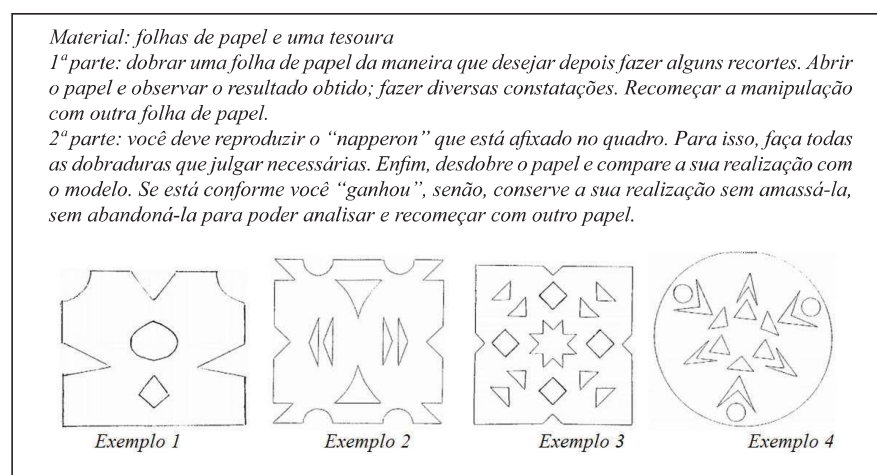 Material: folhas de papel e uma tesoura
1ª parte: dobrar uma folha de papel da maneira que desejar depois fazer alguns recortes. Abrir
o papel e observar o resultado obtido; fazer diversas constatações. Recomeçar a manipulação
com outra folha de papel.
2ª parte: você deve reproduzir o “napperon” que está afixado no quadro. Para isso, faça todas
as dobraduras que julgar necessárias. Enfim, desdobre o papel e compare a sua realização com
o modelo. Se está conforme você “ganhou”, senão, conserve a sua realização sem amassá-la,
sem abandoná-la para poder analisar e recomeçar com outro papel.
Exemplo 1 Exemplo 2 Exemplo 3 Exemplo 4